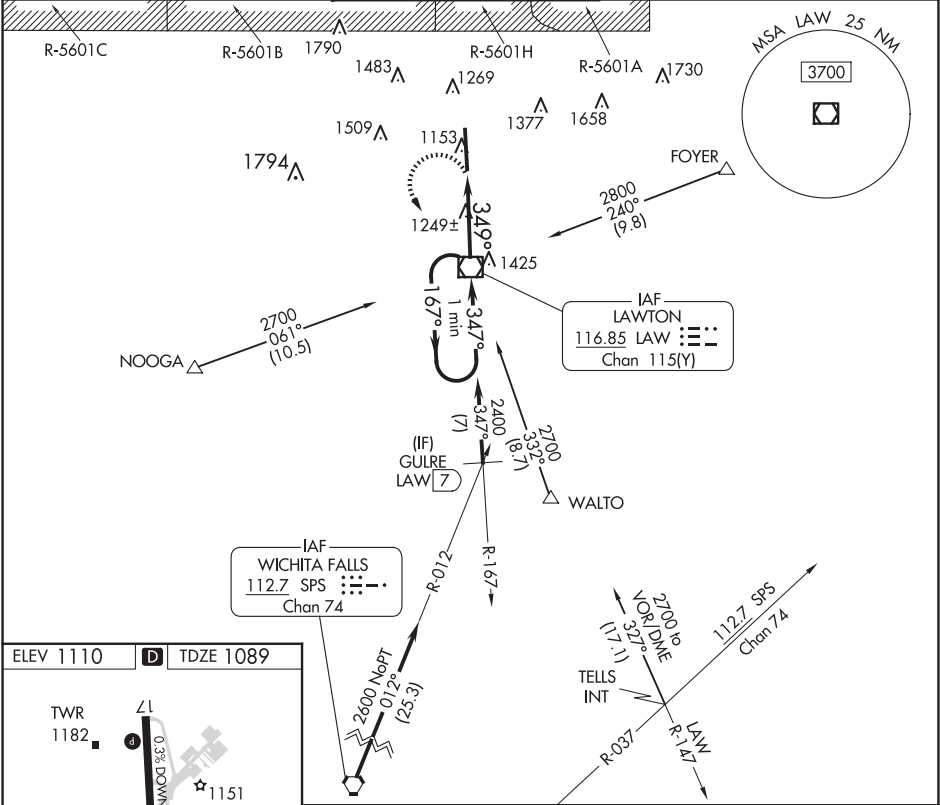 R-5601C
R-5601B
1790
R-5601H
R-5601A
1730
1483
1269
1377
1658
1509
1153
1794
MSA LAW 25 NM
3700
FOYER
2800
240°
(9.8)
1249±
349°
1425
IAF
LAWTON
116.85 LAW
Chan 115(Y)
167°
1 min
347°
2700
061°
(10.5)
NOOGA
2400
347°
(7)
2700
332°
(8.7)
(IF)
GULRE
LAW 7
WALTO
IAF
WICHITA FALLS
112.7 SPS
Chan 74
R-012
R-167
2600 NoPT
012°
(25.3)
2700 to
VOR/DME
327°
(17.1)
112.7 SPS
Chan 74
TELLS
INT
R-037
LAW
R-147
ELEV 1110
D
TDZE 1089
TWR
1182
17
P
0.3% DOWN
1151